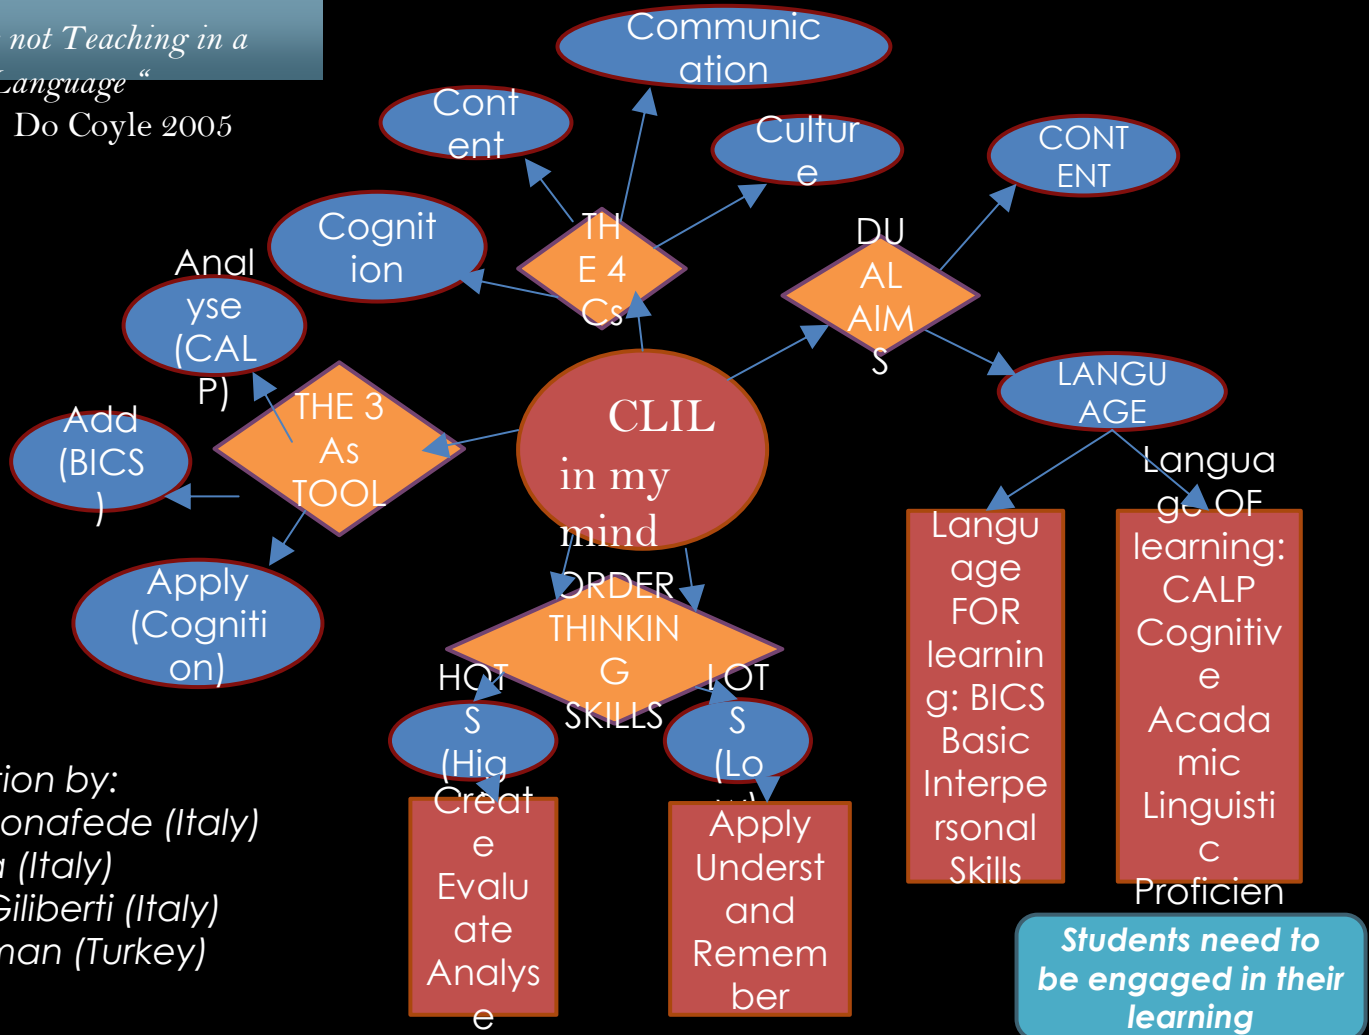 not Teaching in a
Language “
Do Coyle 2005
Communic
ation
Cont
ent
Cultur
e
CONT
ENT
Cognit
ion
TH
E 4
Cs
DU
AL
AIM
S
Anal
yse
(CAL
P)
THE 3
As
TOOL
Add
(BICS
)
Apply
(Cogniti
on)
CLIL
in my
mind
LANGU
AGE
Langu
age
FOR
learnin
g: BICS
Basic
Interpe
rsonal
Skills
Langua
ge OF
learning:
CALP
Cognitiv
e
Acada
mic
Linguisti
c
Proficien
ORDER
THINKIN
G
SKILLS
HOT
S
(Hig
LOT
S
(Lo
w)
Creat
e
Evalu
ate
Analys
e
Apply
Underst
and
Remem
ber
tion by:
onafede (Italy)
a (Italy)
Giliberti (Italy)
man (Turkey)
Students need to
be engaged in their
learning